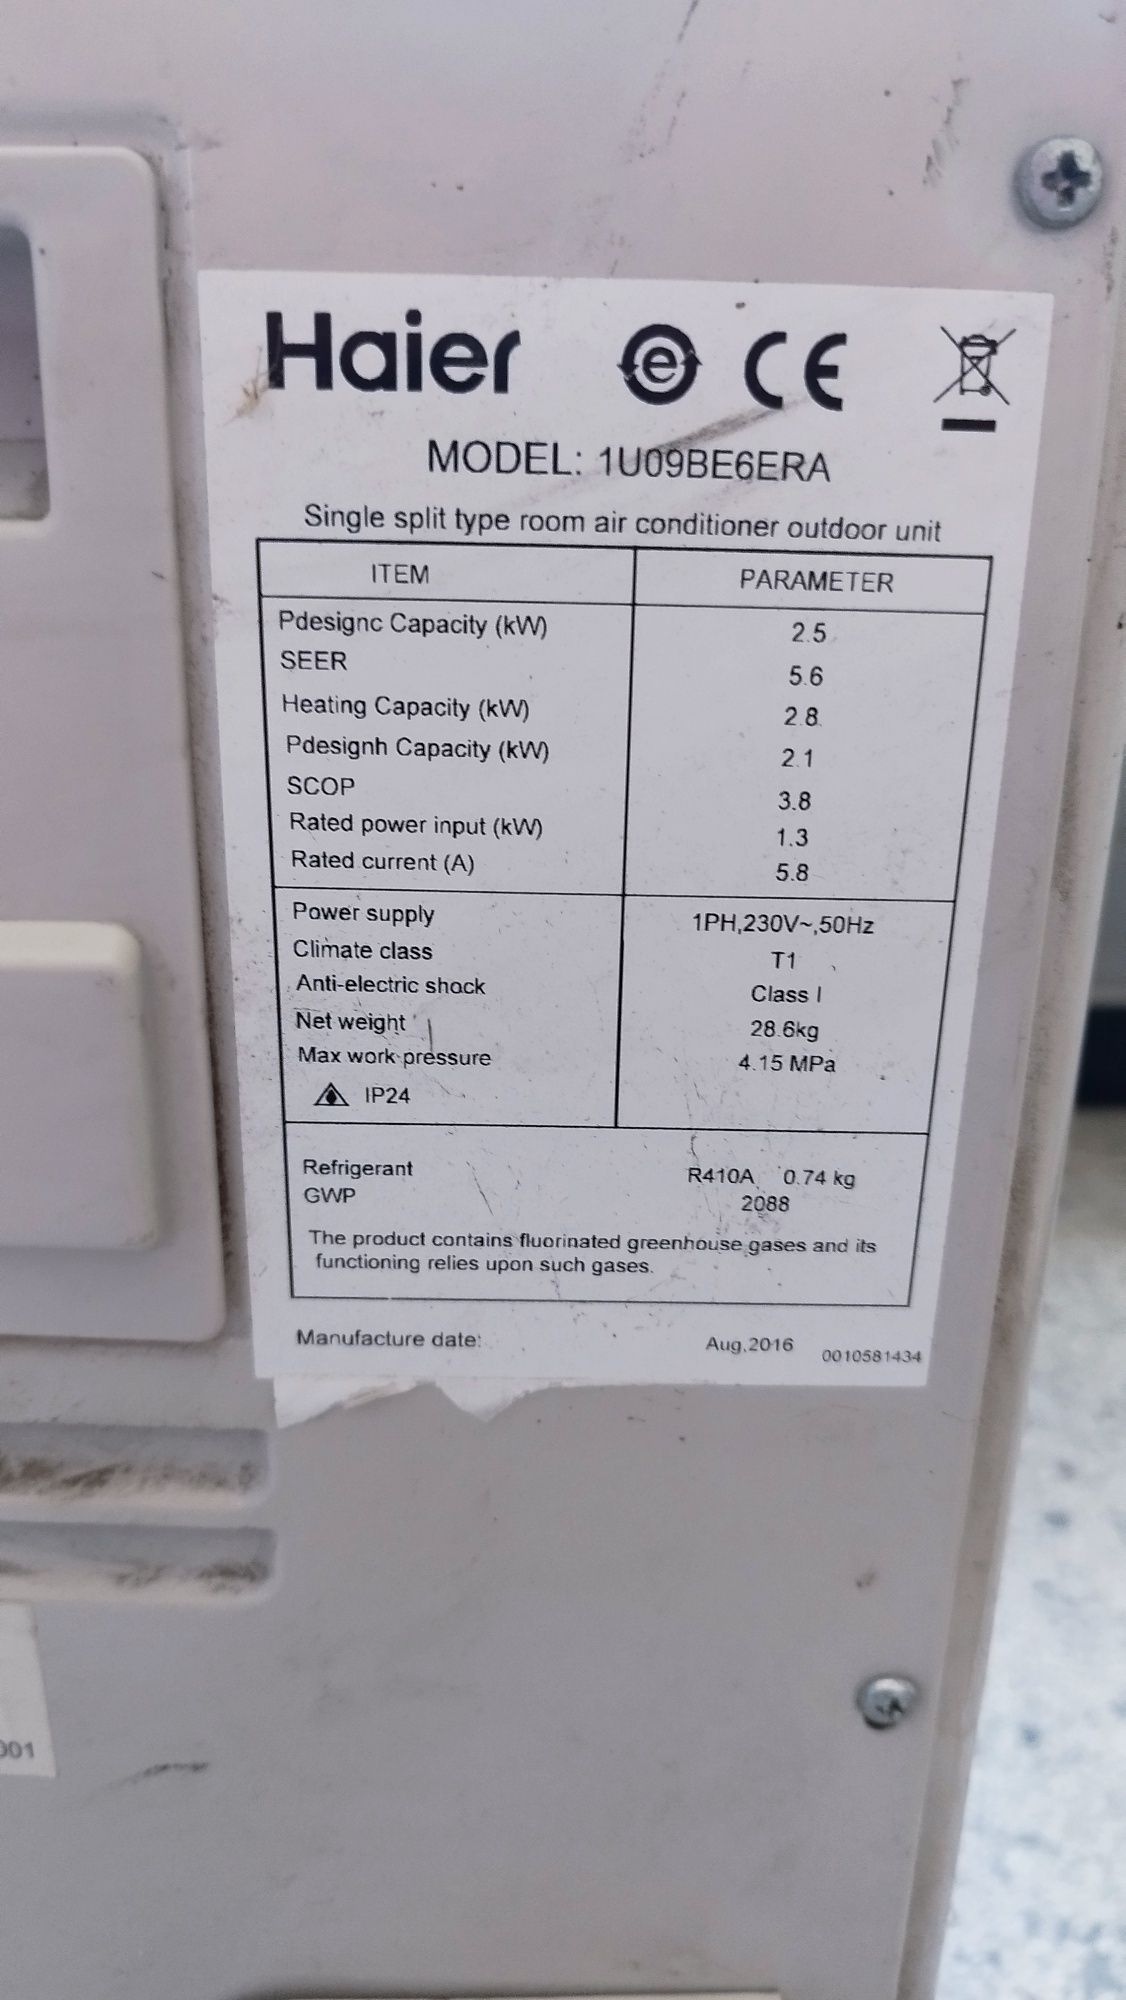 Haier e CE
MODEL: 1U09BE6ERA
Single split type room air conditioner outdoor unit
ITEM PARAMETER
Pdesignc Capacity (kW) 2.5
SEER 5.6
Heating Capacity (kW) 2.8
Pdesignh Capacity (kW) 2.1
SCOP 3.8
Rated power input (kW) 1.3
Rated current (A) 5.8
Power supply 1PH,230V~,50Hz
Climate class T1
Anti-electric shock Class I
Net weight 28.6kg
Max work pressure 4.15 MPa
IP24
Refrigerant R410A 0.74 kg
GWP 2088
The product contains fluorinated greenhouse gases and its
functioning relies upon such gases.
Manufacture date: Aug,2016 0010581434
001